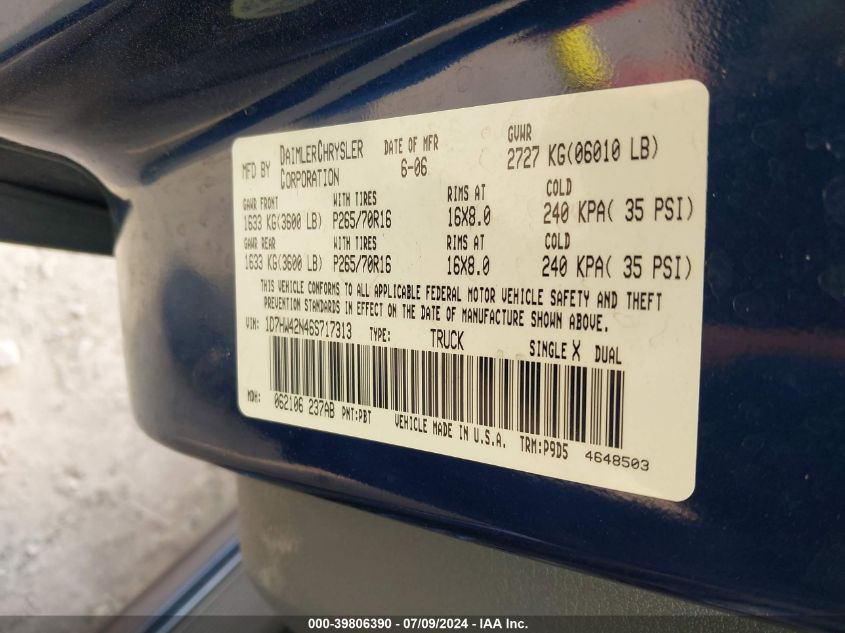 MFD BY DAIMLERCHRYSLER CORPORATION DATE OF MFR 6-06 GVWR 2727 KG(06010 LB)
GAWR FRONT WITH TIRES RIMS AT COLD
1633 KG(3600 LB) P265/70R16 16X8.0 240 KPA( 35 PSI)
GAWR REAR WITH TIRES RIMS AT COLD
1633 KG(3600 LB) P265/70R16 16X8.0 240 KPA( 35 PSI)
THIS VEHICLE CONFORMS TO ALL APPLICABLE FEDERAL MOTOR VEHICLE SAFETY AND THEFT
PREVENTION STANDARDS IN EFFECT ON THE DATE OF MANUFACTURE SHOWN ABOVE.
VIN: 1D7HW42N46S717313 TYPE: TRUCK SINGLE X DUAL
MDH: 062106 237AB PNT:PBT VEHICLE MADE IN U.S.A. TRM:P9D5 4648503
000-39806390 - 07/09/2024 - IAA Inc.